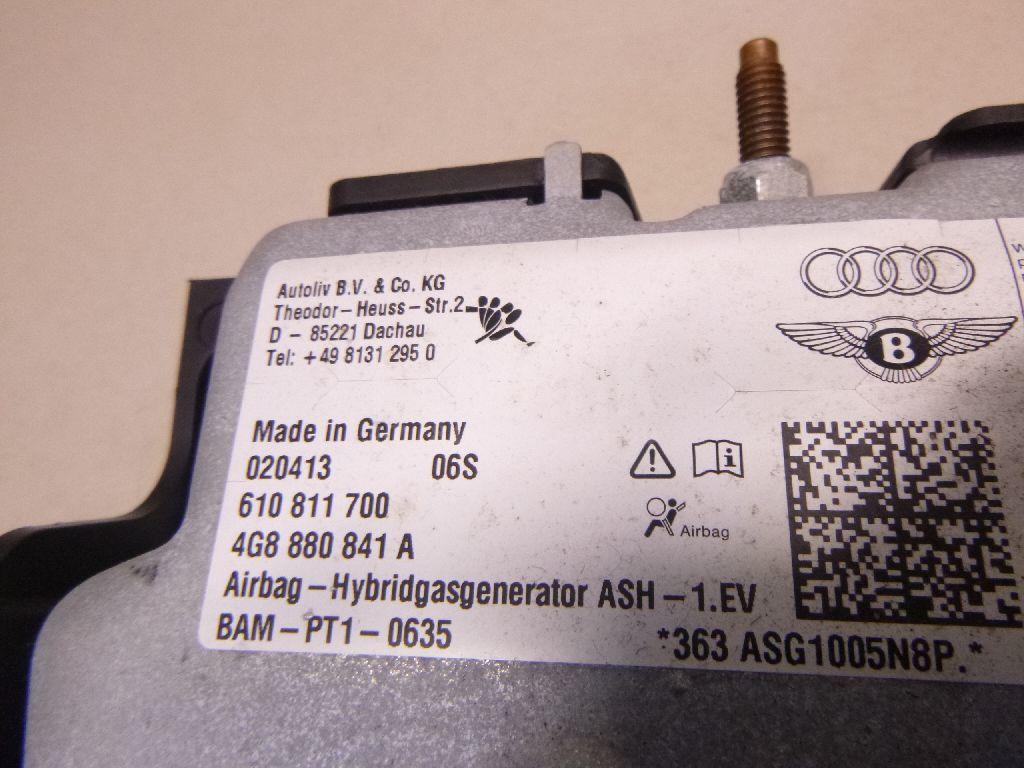 Autoliv B.V. & Co. KG
Theodor-Heuss-Str.2
D - 85221 Dachau
Tel: +49 8131 295 0
B
Made in Germany
020413 06S
610 811 700
4G8 880 841 A
Airbag
Airbag-Hybridgasgenerator ASH-1.EV
BAM-PT1-0635
*363 ASG1005N8P.*